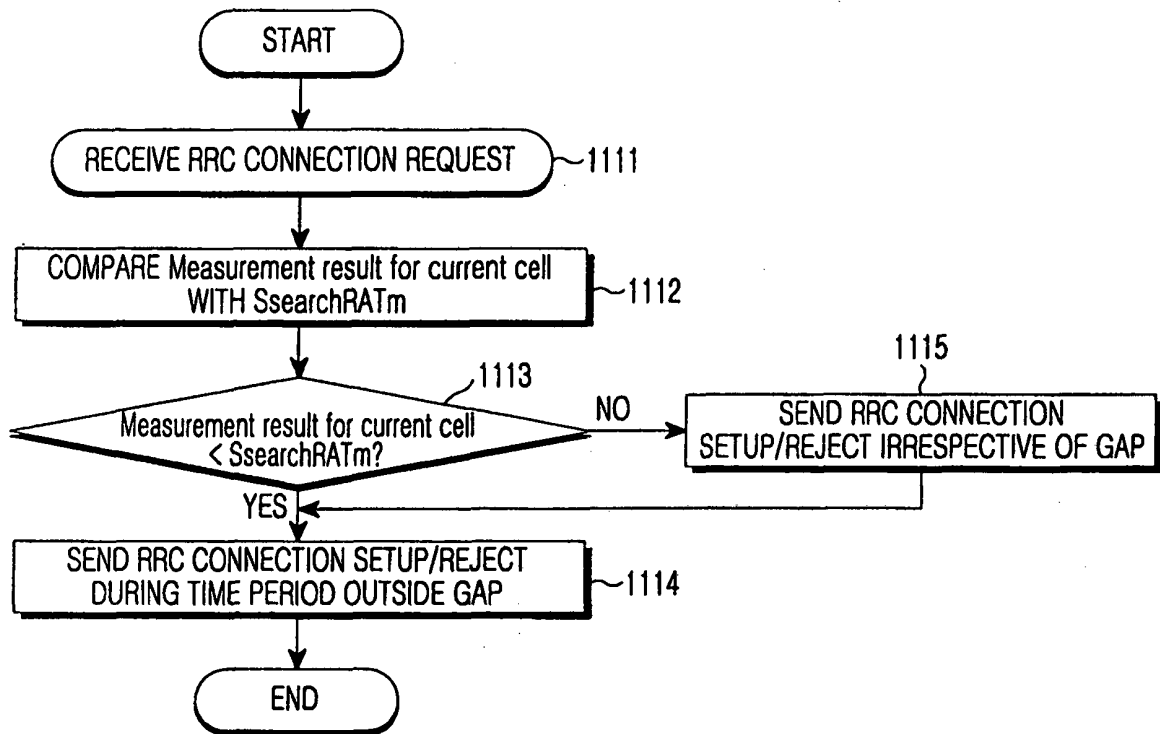 START
RECEIVE RRC CONNECTION REQUEST
1111
COMPARE Measurement result for current cell
WITH SsearchRATm
1112
1113
Measurement result for current cell
< SsearchRATm?
NO
1115
SEND RRC CONNECTION
SETUP/REJECT IRRESPECTIVE OF GAP
YES
SEND RRC CONNECTION SETUP/REJECT
DURING TIME PERIOD OUTSIDE GAP
1114
END